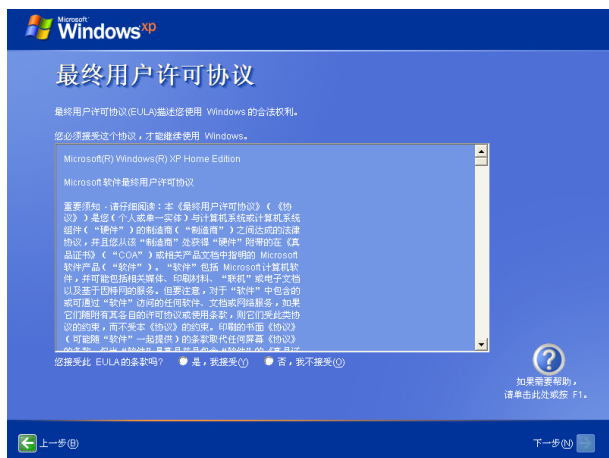 Microsoft
Windows xp
最终用户许可协议
最终用户许可协议(EULA)描述您使用 Windows 的合法权利。
您必须接受这个协议，才能继续使用 Windows。
Microsoft(R) Windows(R) XP Home Edition
Microsoft 软件最终用户许可协议
重要须知 - 请仔细阅读：本《最终用户许可协议》（《协
议》）是您（个人或单一实体）与计算机系统或计算机系统
组件（“硬件”）的制造商（“制造商”）之间达成的法律
协议，并且您从该“制造商”处获得“硬件”附带的在《真
品证书》（“COA”）或相关产品文档中指明的 Microsoft
软件产品（“软件”）。“软件”包括 Microsoft 计算机软
件，并可能包括相关媒体、印刷材料、“联机”或电子文档
以及基于因特网的服务。但要注意，对于“软件”中包含的
或可通过“软件”访问的任何软件、文档或网络服务，如果
它们随附有其各自的许可协议或使用条款，则它们受此类协
议的约束，而不受本《协议》的约束。印刷的书面《协议》
（可能随“软件”一起提供）的条款取代任何屏幕《协议》
您接受此 EULA 的条款吗？
是，我接受(Y)
否，我不接受(O)
如果需要帮助，
请单击此处或按 F1。
上一步(B)
下一步(N)